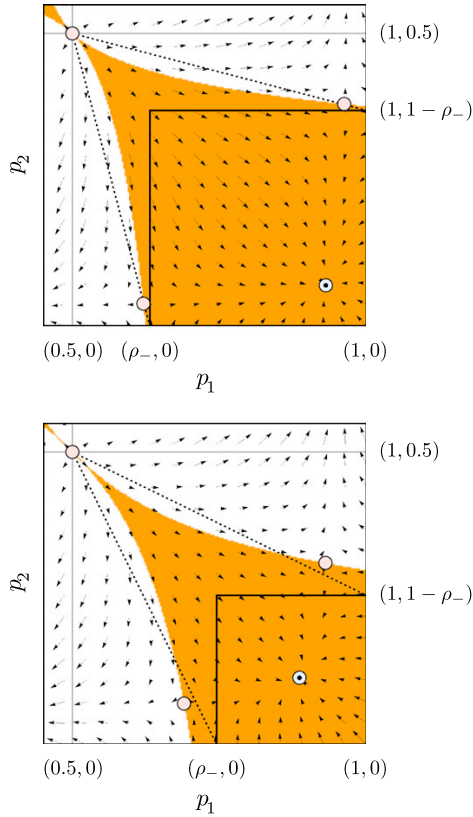 (1, 0.5)
(1, 1 − ρ₋)
p₂
(0.5, 0) (ρ₋, 0) (1, 0)
p₁
(1, 0.5)
(1, 1 − ρ₋)
p₂
(0.5, 0) (ρ₋, 0) (1, 0)
p₁